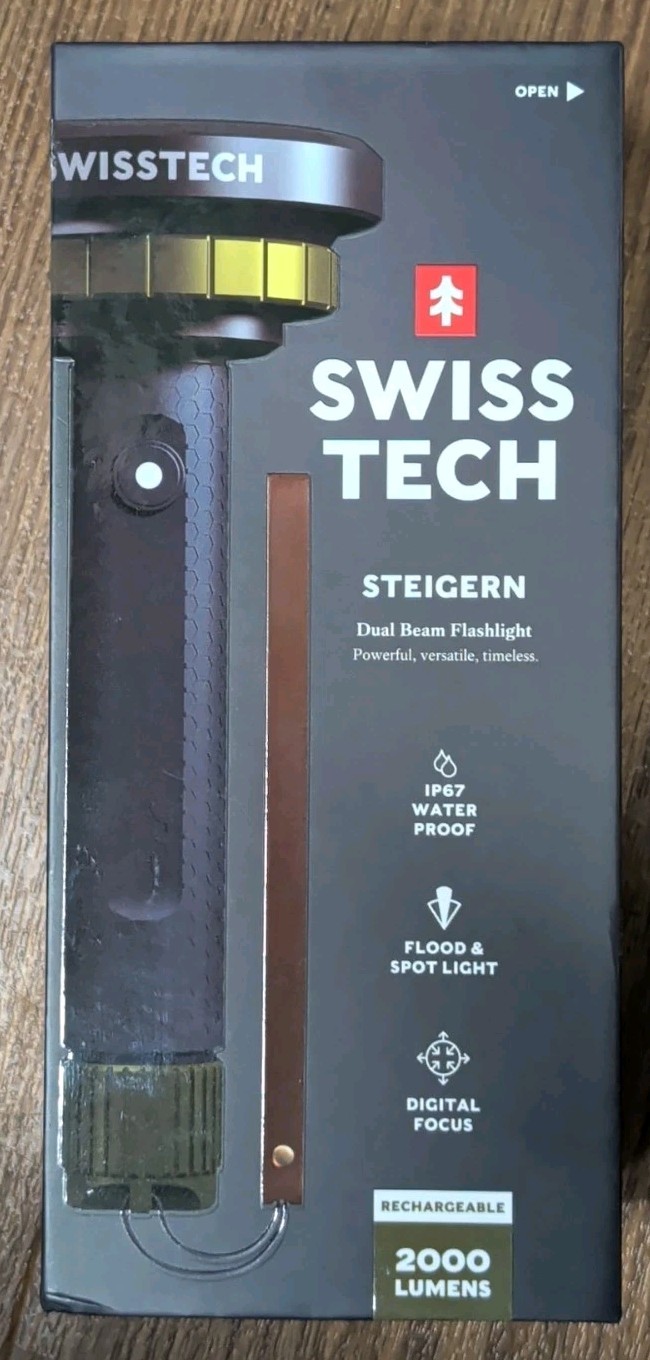 OPEN
SWISSTECH
SWISS
TECH
STEIGERN
Dual Beam Flashlight
Powerful, versatile, timeless.
IP67
WATER
PROOF
FLOOD &
SPOT LIGHT
DIGITAL
FOCUS
RECHARGEABLE
2000
LUMENS